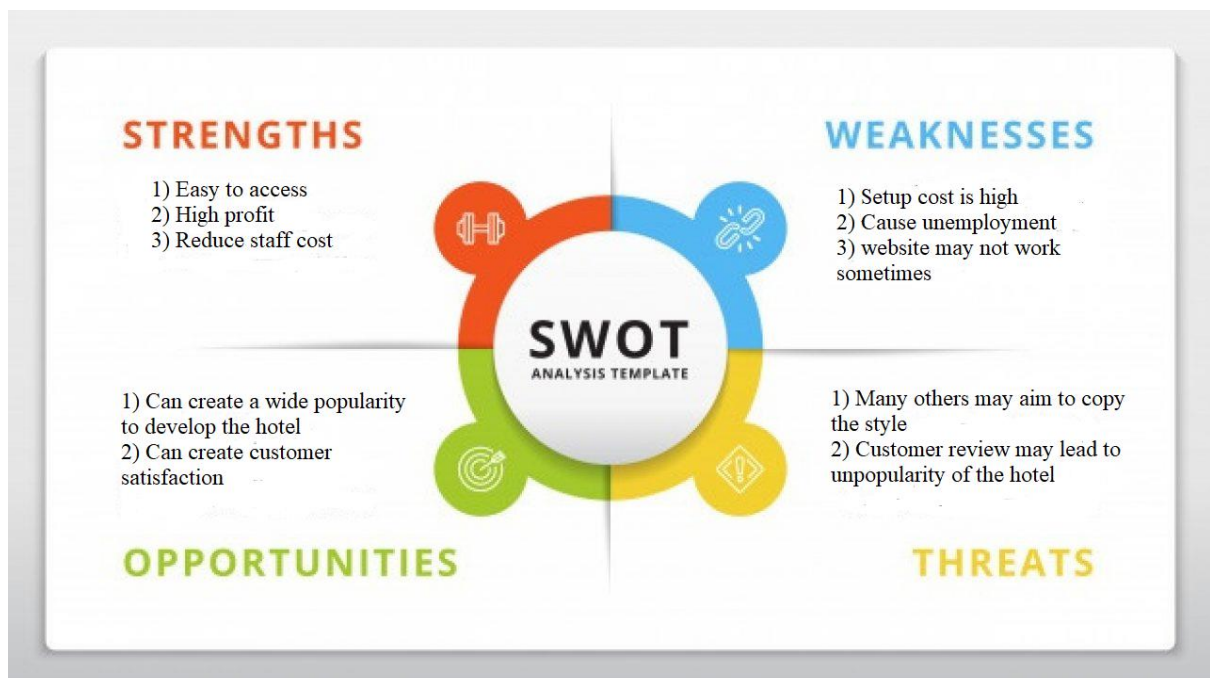 STRENGTHS
1) Easy to access
2) High profit
3) Reduce staff cost
WEAKNESSES
1) Setup cost is high
2) Cause unemployment
3) website may not work
sometimes
SWOT
ANALYSIS TEMPLATE
1) Can create a wide popularity
to develop the hotel
2) Can create customer
satisfaction
OPPORTUNITIES
1) Many others may aim to copy
the style
2) Customer review may lead to
unpopularity of the hotel
THREATS